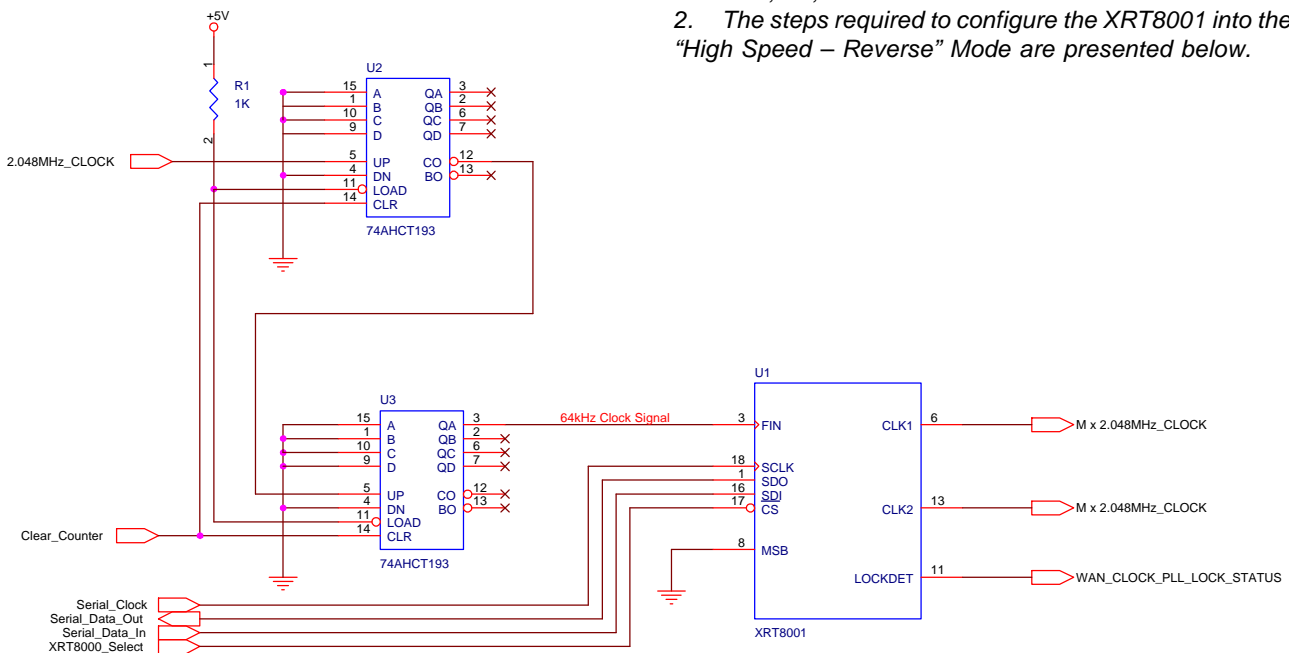 2. The steps required to configure the XRT8001 into the
“High Speed – Reverse” Mode are presented below.
+5V
1
R1
1K
2
U2
15 A QA 3
1 B QB 2
10 C QC 6
9 D QD 7
2.048MHz_CLOCK
5 UP CO 12
4 DN BO 13
11 LOAD
14 CLR
74AHCT193
U3
15 A QA 3
1 B QB 2
10 C QC 6
9 D QD 7
5 UP CO 12
4 DN BO 13
11 LOAD
14 CLR
74AHCT193
64kHz Clock Signal
Clear_Counter
U1
3 FIN CLK1 6
M x 2.048MHz_CLOCK
18 SCLK
1 SDO
16 SDI
17 CS CLK2 13
M x 2.048MHz_CLOCK
8 MSB
LOCKDET 11
WAN_CLOCK_PLL_LOCK_STATUS
XRT8001
Serial_Clock
Serial_Data_Out
Serial_Data_In
XRT8000_Select